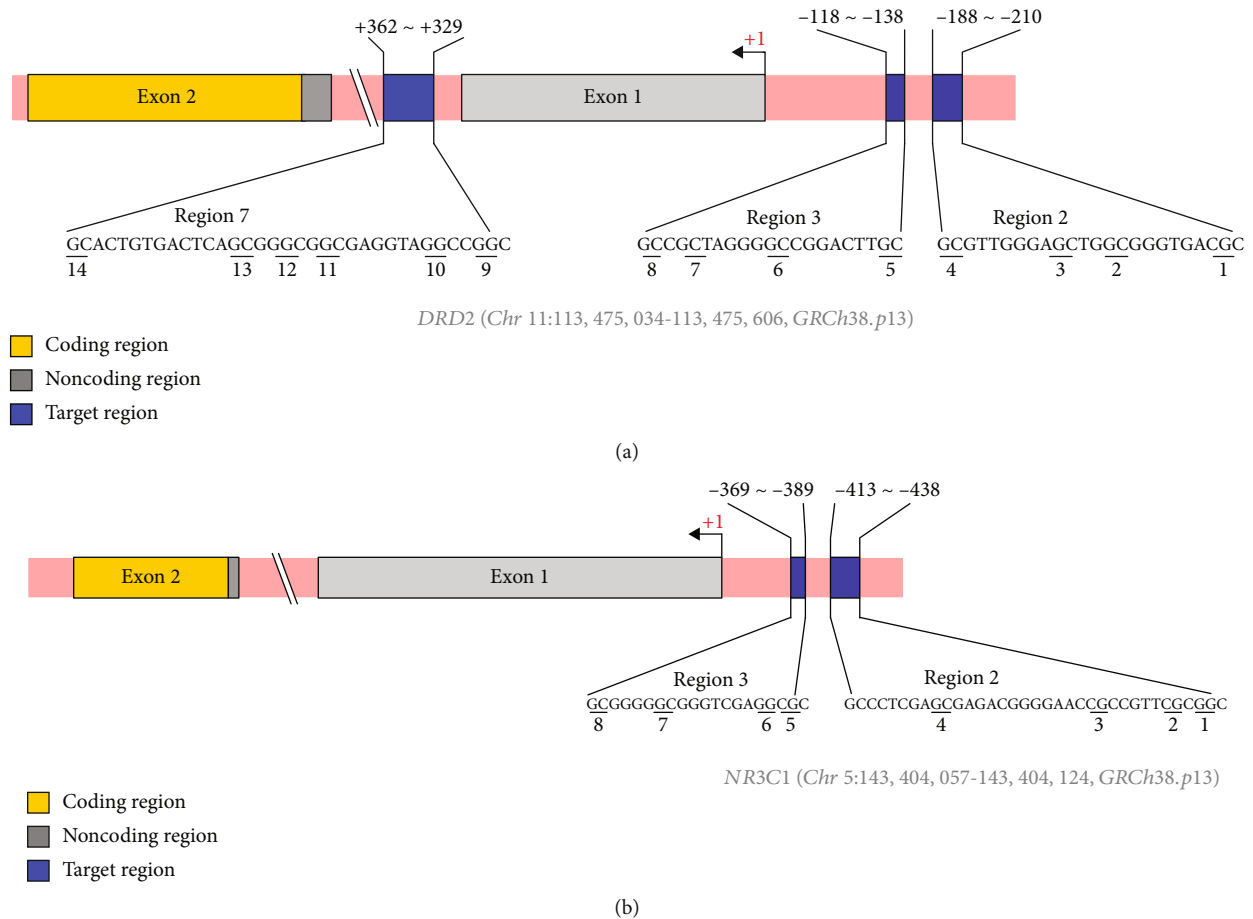 +362 ~ +329
−118 ~ −138
−188 ~ −210
+1
Exon 2
Exon 1
Region 7
Region 3
Region 2
GCACTGTGACTCAGCGGGCGGCGAGGTAGGCCGGC
GCCGCTAGGGGCCGGACTTGC
GCGTTGGGAGCTGGCGGGTGACGC
14 13 12 11 10 9
8 7 6 5
4 3 2 1
DRD2 (Chr 11:113, 475, 034-113, 475, 606, GRCh38.p13)
Coding region
Noncoding region
Target region
(a)
−369 ~ −389
−413 ~ −438
+1
Exon 2
Exon 1
Region 3
Region 2
GCGGGGGCGGGTCGAGGCGC
GCCCTCGAGCGAGACGGGGAACCGCCGTTCGCGGC
8 7 6 5
4 3 2 1
NR3C1 (Chr 5:143, 404, 057-143, 404, 124, GRCh38.p13)
Coding region
Noncoding region
Target region
(b)